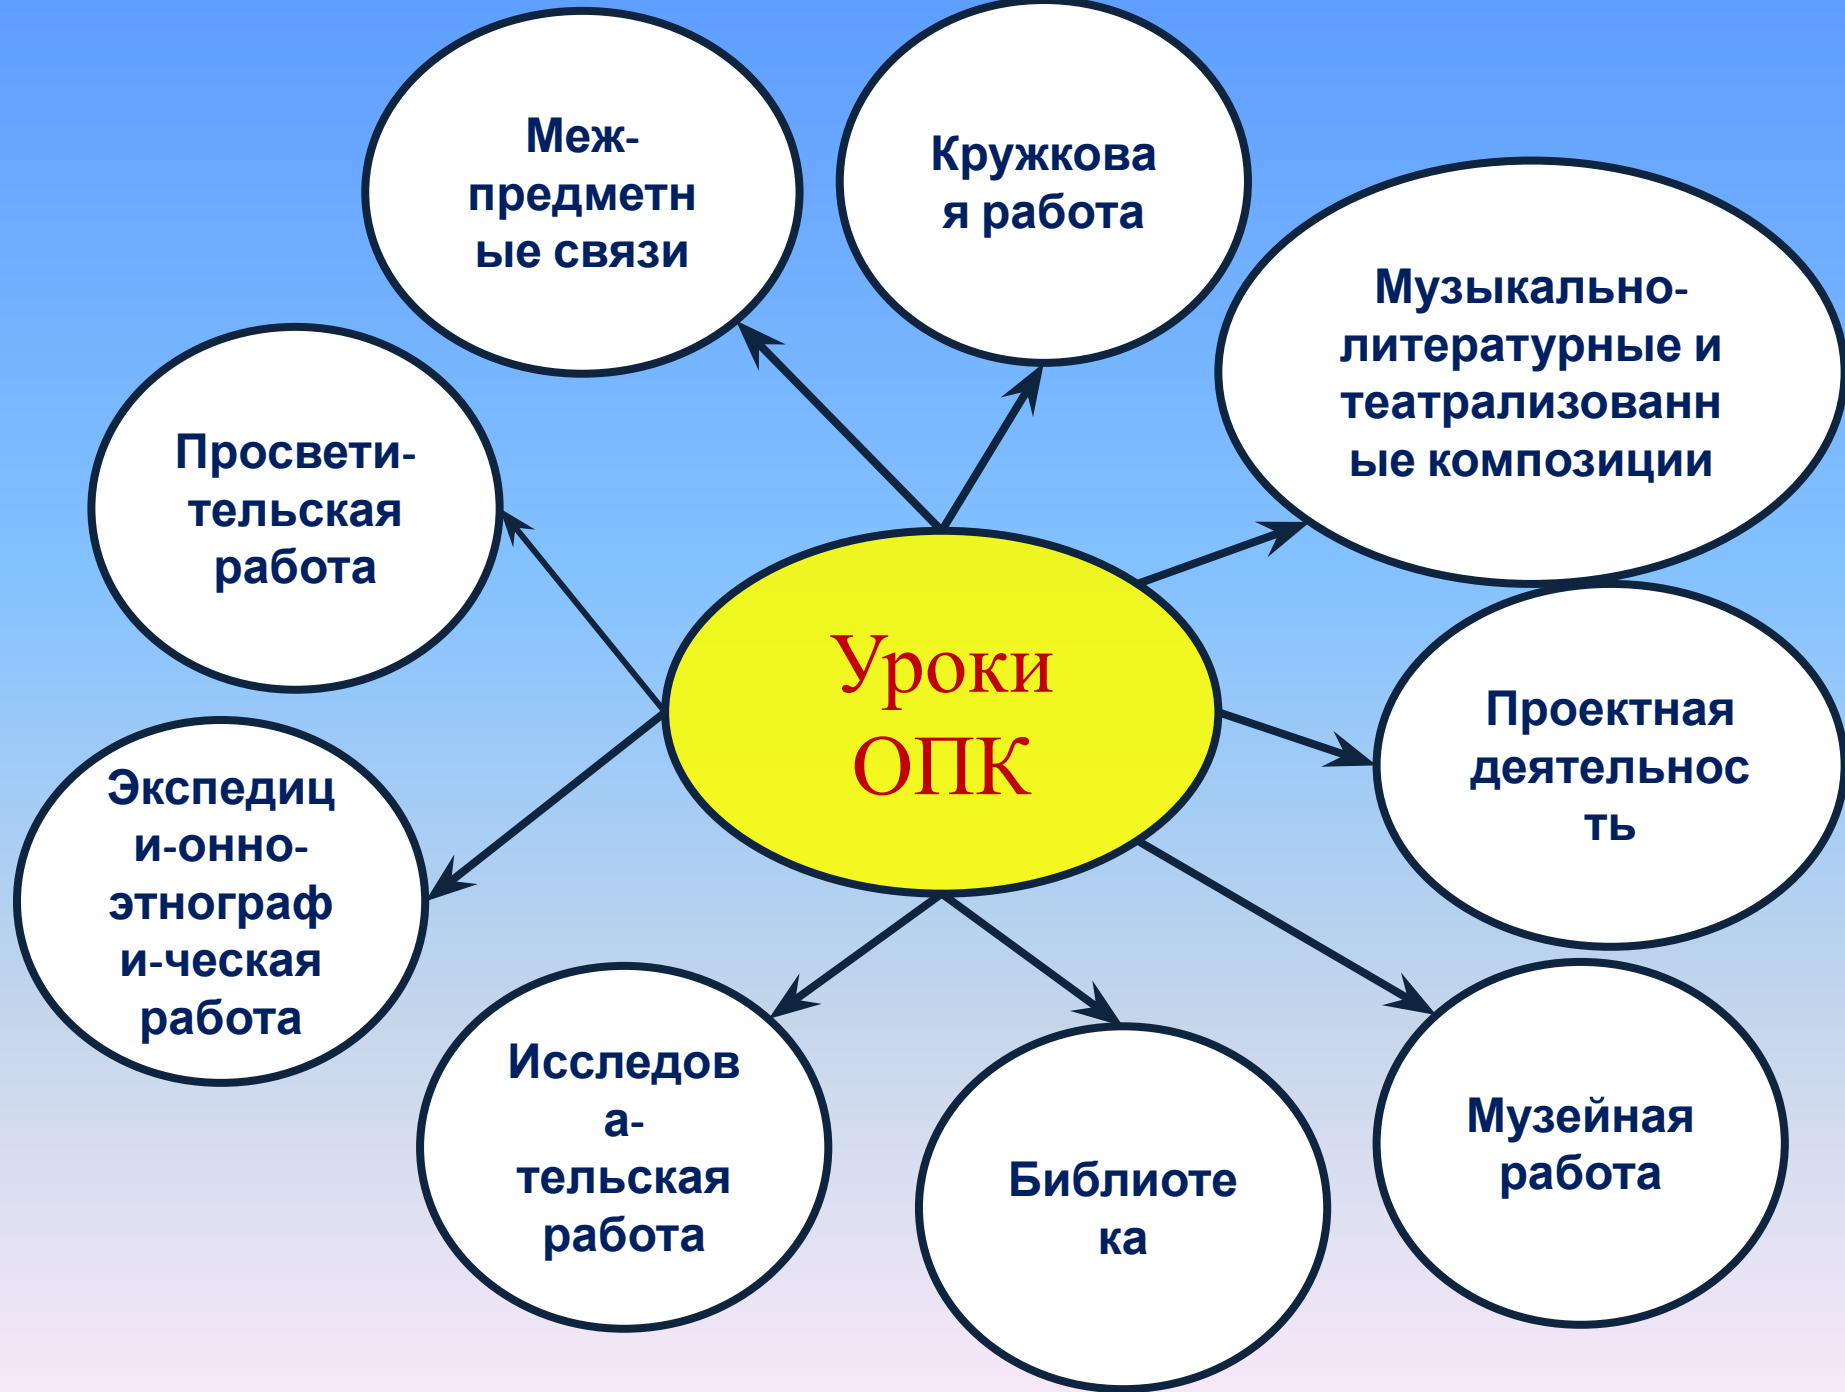 Меж-
предметн
ые связи
Кружкова
я работа
Музыкально-
литературные и
театрализованн
ые композиции
Просвети-
тельская
работа
Уроки
ОПК
Проектная
деятельнос
ть
Экспедиц
и-онно-
этнограф
и-ческая
работа
Исследов
а-
тельская
работа
Библиоте
ка
Музейная
работа